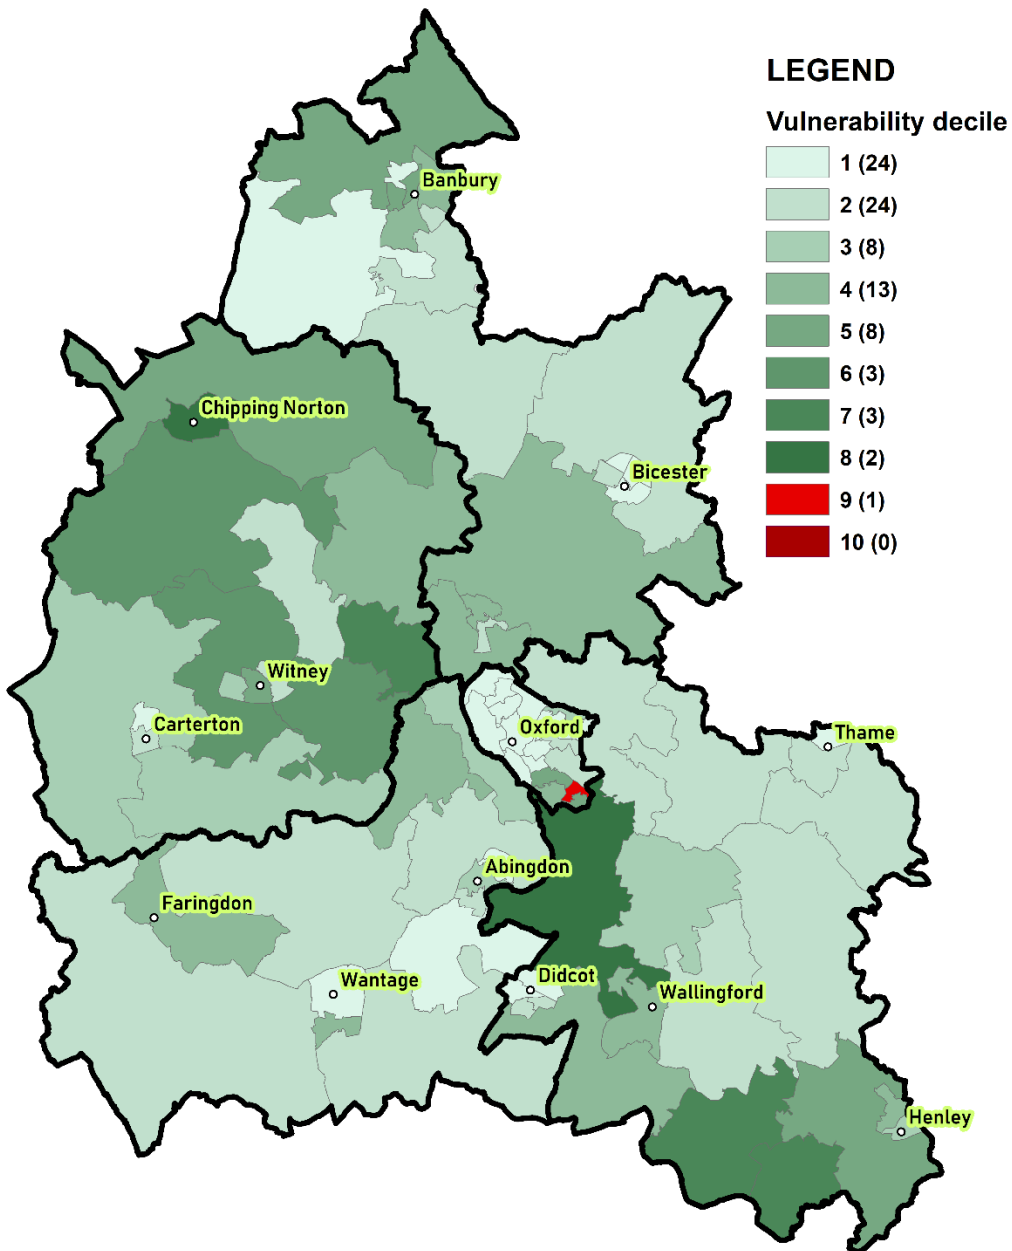 LEGEND
Vulnerability decile
1 (24)
2 (24)
3 (8)
4 (13)
5 (8)
6 (3)
7 (3)
8 (2)
9 (1)
10 (0)
Banbury
Chipping Norton
Bicester
Witney
Carterton
Oxford
Thame
Abingdon
Faringdon
Wantage
Didcot
Wallingford
Henley